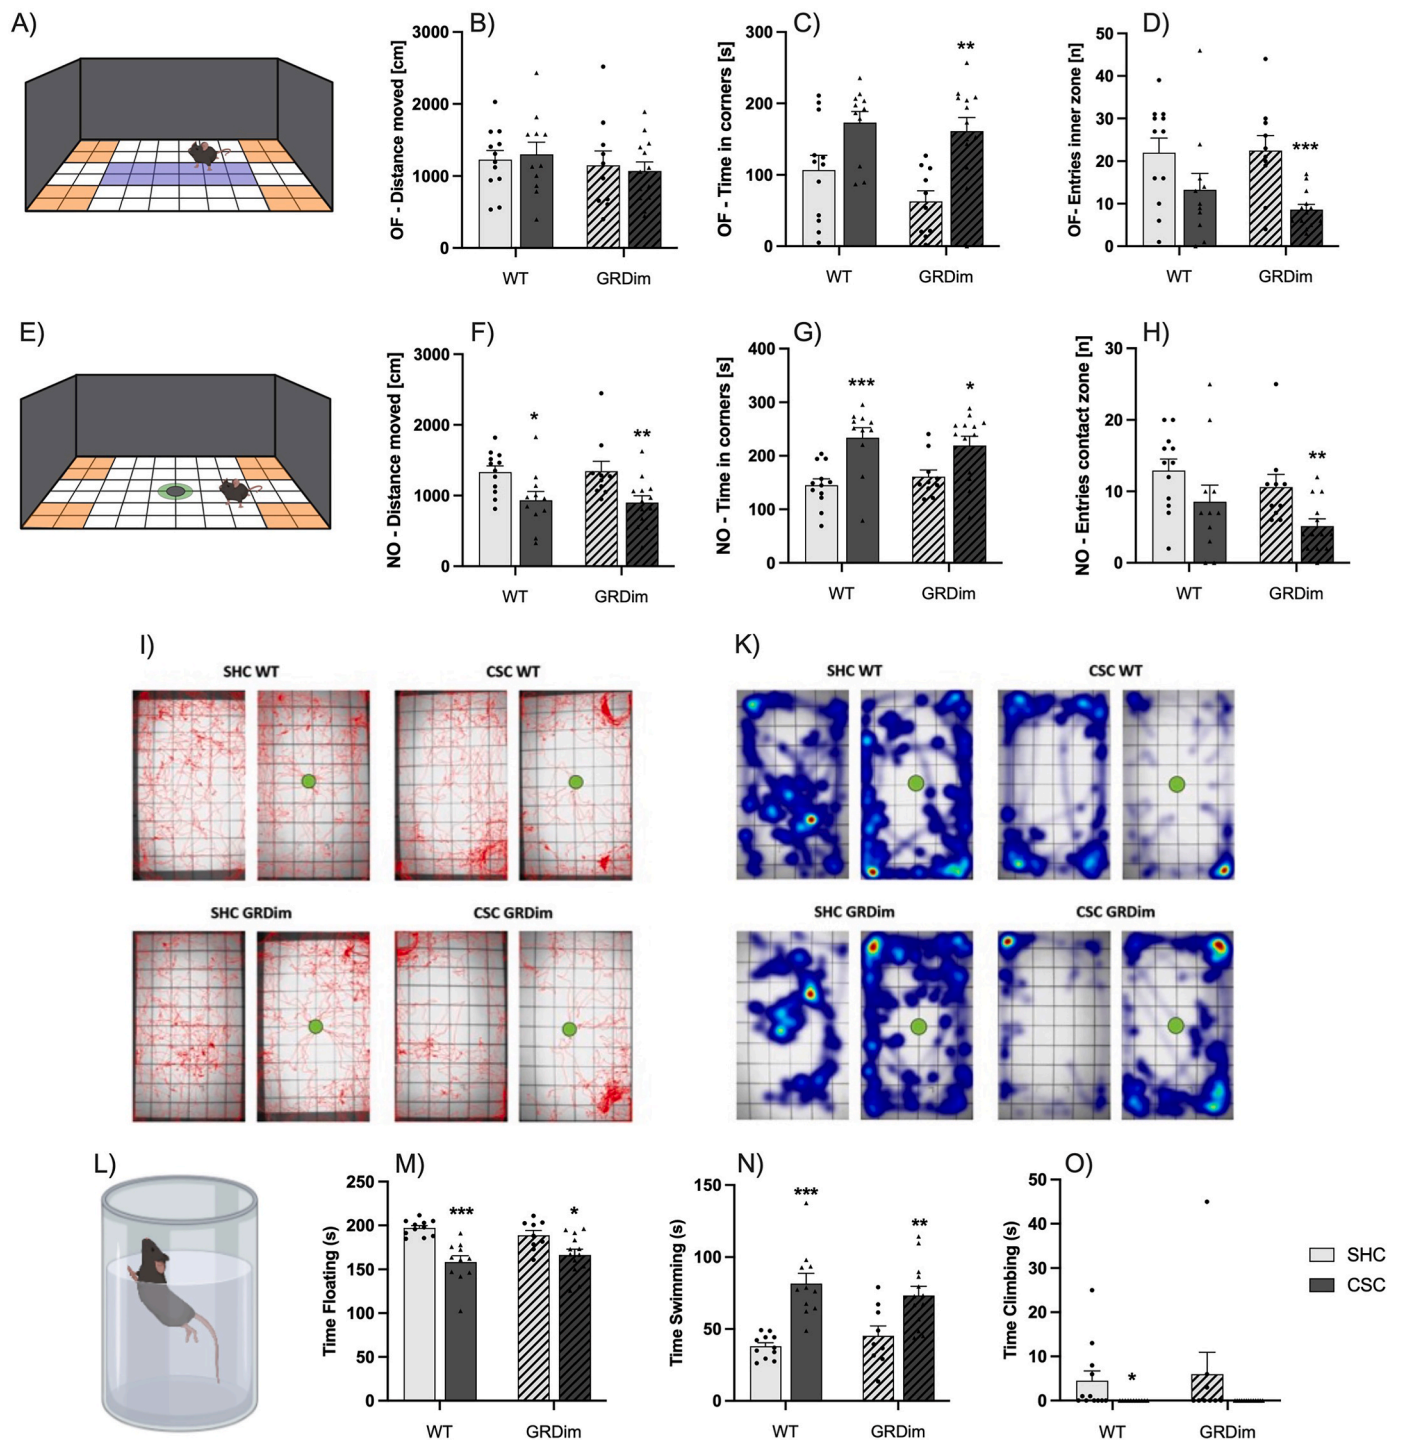 A)
B)
C)
D)
OF - Distance moved [cm]
3000
2000
1000
0
WT
GRDim
OF - Time in corners [s]
300
200
100
0
**
WT
GRDim
OF- Entries inner zone [n]
50
40
30
20
10
0
***
WT
GRDim
E)
F)
G)
H)
NO - Distance moved [cm]
3000
2000
1000
0
*
**
WT
GRDim
NO - Time in corners [s]
400
300
200
100
0
***
*
WT
GRDim
NO - Entries contact zone [n]
30
20
10
0
**
WT
GRDim
I)
SHC WT
CSC WT
SHC GRDim
CSC GRDim
K)
SHC WT
CSC WT
SHC GRDim
CSC GRDim
L)
M)
N)
O)
Time Floating (s)
250
200
150
100
50
0
***
*
WT
GRDim
Time Swimming (s)
150
100
50
0
***
**
WT
GRDim
Time Climbing (s)
50
40
30
20
10
0
*
WT
GRDim
SHC
CSC